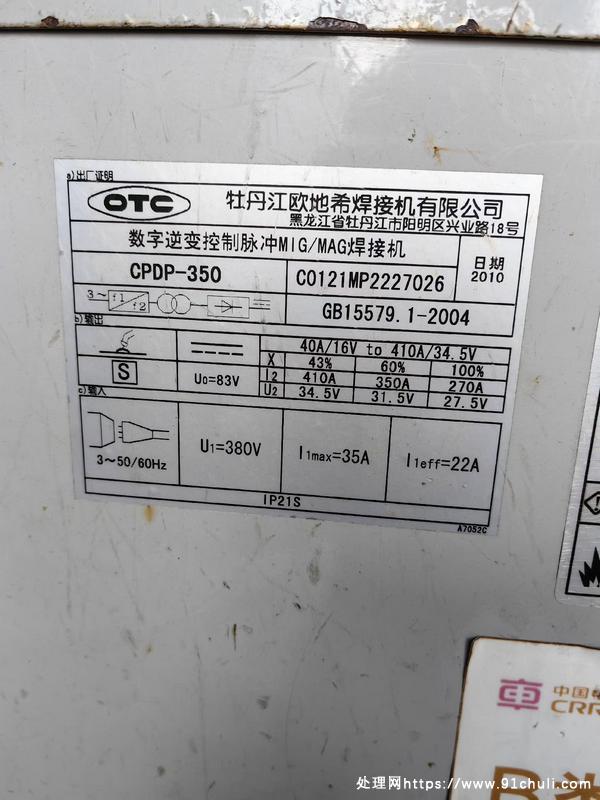 a)出厂证明
OTC
牡丹江欧地希焊接机有限公司
黑龙江省牡丹江市阳明区兴业路18号
数字逆变控制脉冲MIG/MAG焊接机
日期
2010
CPDP-350
C0121MP2227026
3~
f1
f2
GB15579.1-2004
b)输出
40A/16V to 410A/34.5V
X 43% 60% 100%
S
U0=83V
I2 410A 350A 270A
U2 34.5V 31.5V 27.5V
c)输入
3~50/60Hz
U1=380V
I1max=35A
I1eff=22A
IP21S
A7052C
中国
CRR
处理网https://www.91chuli.com/